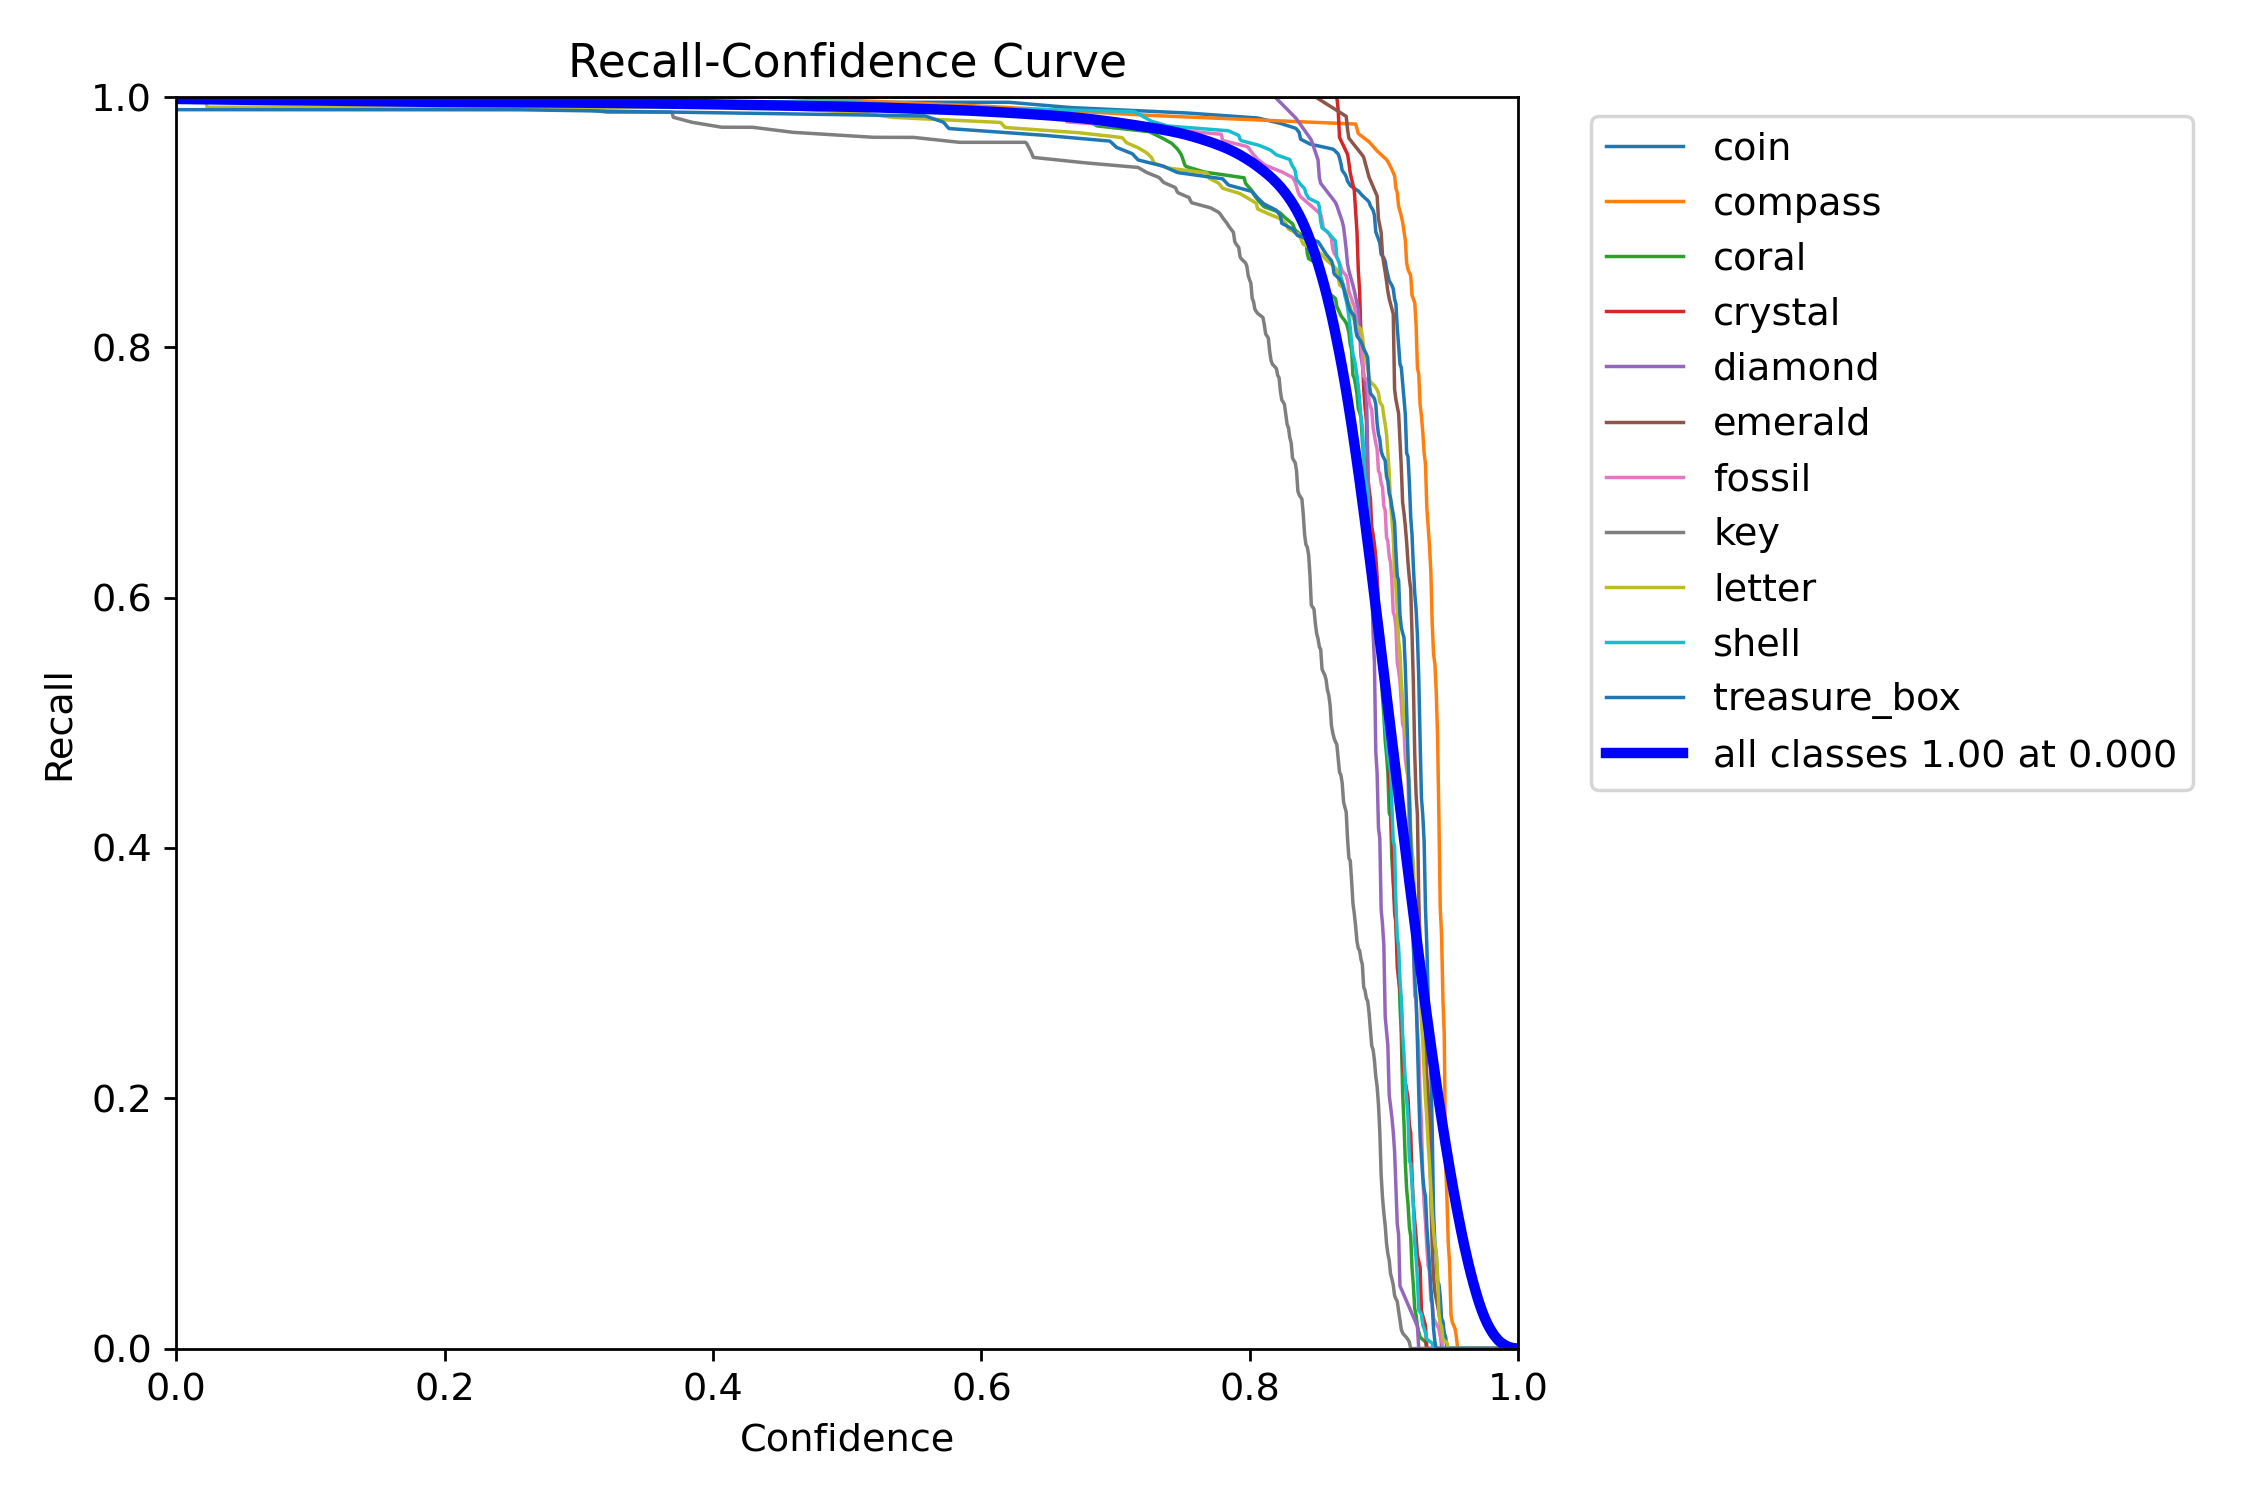 Recall-Confidence Curve
1.0
0.8
0.6
0.4
0.2
0.0
Recall
0.0 0.2 0.4 0.6 0.8 1.0
Confidence
coin
compass
coral
crystal
diamond
emerald
fossil
key
letter
shell
treasure_box
all classes 1.00 at 0.000